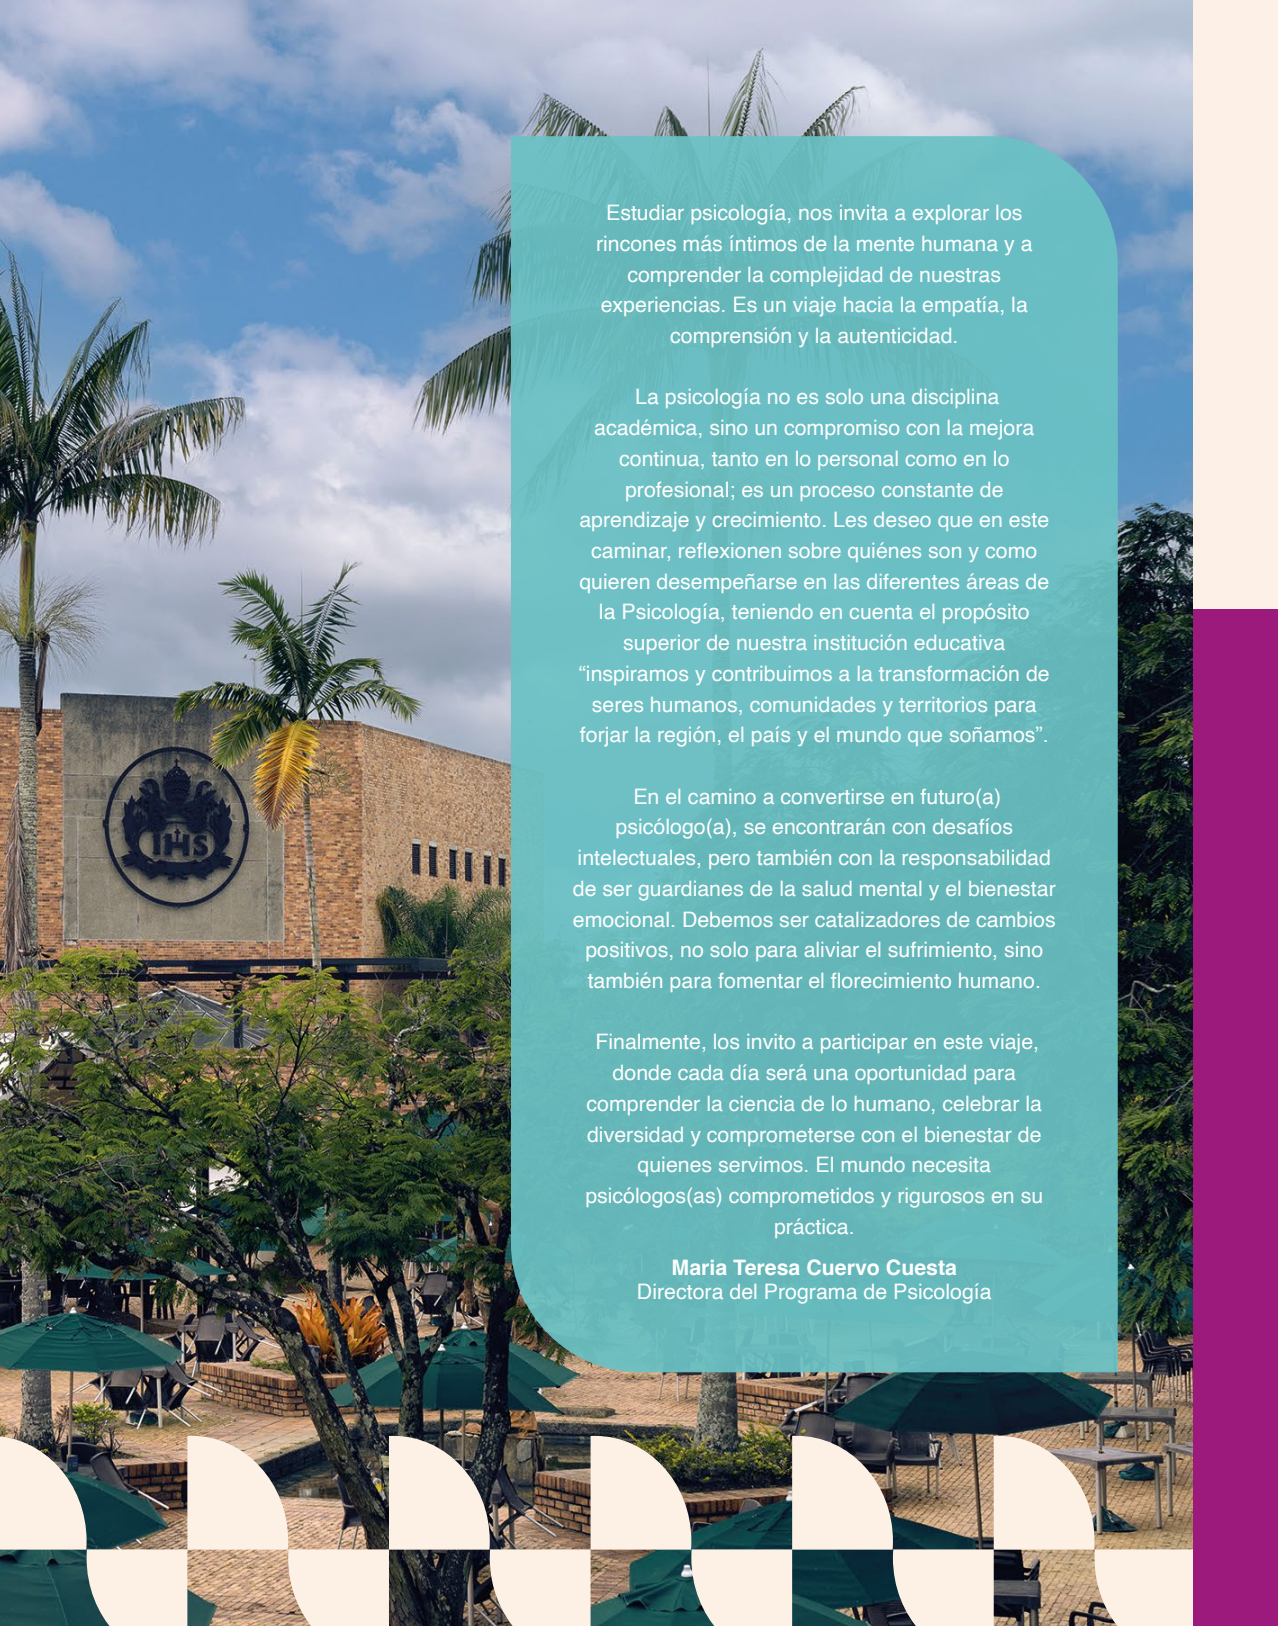 IHS
Estudiar psicología, nos invita a explorar los
rincones más íntimos de la mente humana y a
comprender la complejidad de nuestras
experiencias. Es un viaje hacia la empatía, la
comprensión y la autenticidad.
La psicología no es solo una disciplina
académica, sino un compromiso con la mejora
continua, tanto en lo personal como en lo
profesional; es un proceso constante de
aprendizaje y crecimiento. Les deseo que en este
caminar, reflexionen sobre quiénes son y como
quieren desempeñarse en las diferentes áreas de
la Psicología, teniendo en cuenta el propósito
superior de nuestra institución educativa
“inspiramos y contribuimos a la transformación de
seres humanos, comunidades y territorios para
forjar la región, el país y el mundo que soñamos”.
En el camino a convertirse en futuro(a)
psicólogo(a), se encontrarán con desafíos
intelectuales, pero también con la responsabilidad
de ser guardianes de la salud mental y el bienestar
emocional. Debemos ser catalizadores de cambios
positivos, no solo para aliviar el sufrimiento, sino
también para fomentar el florecimiento humano.
Finalmente, los invito a participar en este viaje,
donde cada día será una oportunidad para
comprender la ciencia de lo humano, celebrar la
diversidad y comprometerse con el bienestar de
quienes servimos. El mundo necesita
psicólogos(as) comprometidos y rigurosos en su
práctica.
Maria Teresa Cuervo Cuesta
Directora del Programa de Psicología